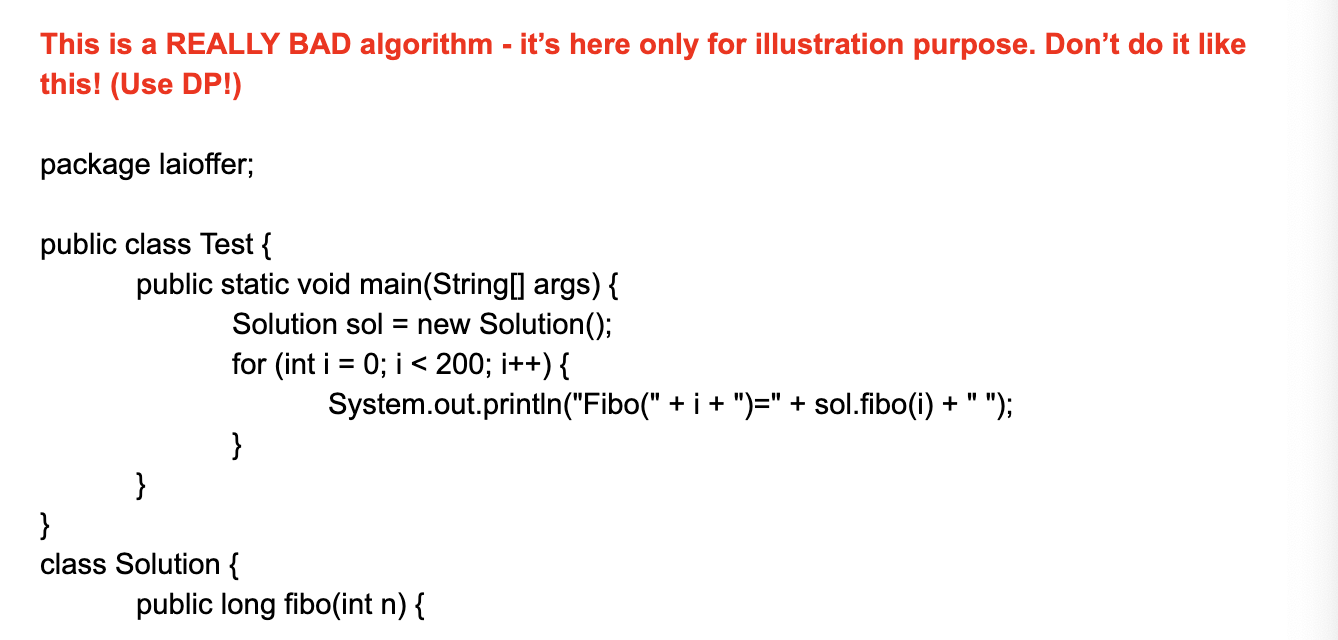 This is a REALLY BAD algorithm - it’s here only for illustration purpose. Don’t do it like
this! (Use DP!)
package laioffer;
public class Test {
public static void main(String[] args) {
Solution sol = new Solution();
for (int i = 0; i < 200; i++) {
System.out.println("Fibo(" + i + ")=" + sol.fibo(i) + " ");
}
}
}
class Solution {
public long fibo(int n) {